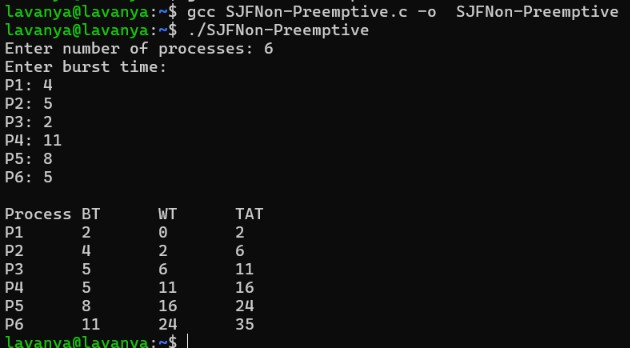 lavanya@lavanya:~$ gcc SJFNon-Preemptive.c -o  SJFNon-Preemptive
lavanya@lavanya:~$ ./SJFNon-Preemptive
Enter number of processes: 6
Enter burst time:
P1: 4
P2: 5
P3: 2
P4: 11
P5: 8
P6: 5
Process BT WT TAT
P1 2 0 2
P2 4 2 6
P3 5 6 11
P4 5 11 16
P5 8 16 24
P6 11 24 35
lavanya@lavanya:~$